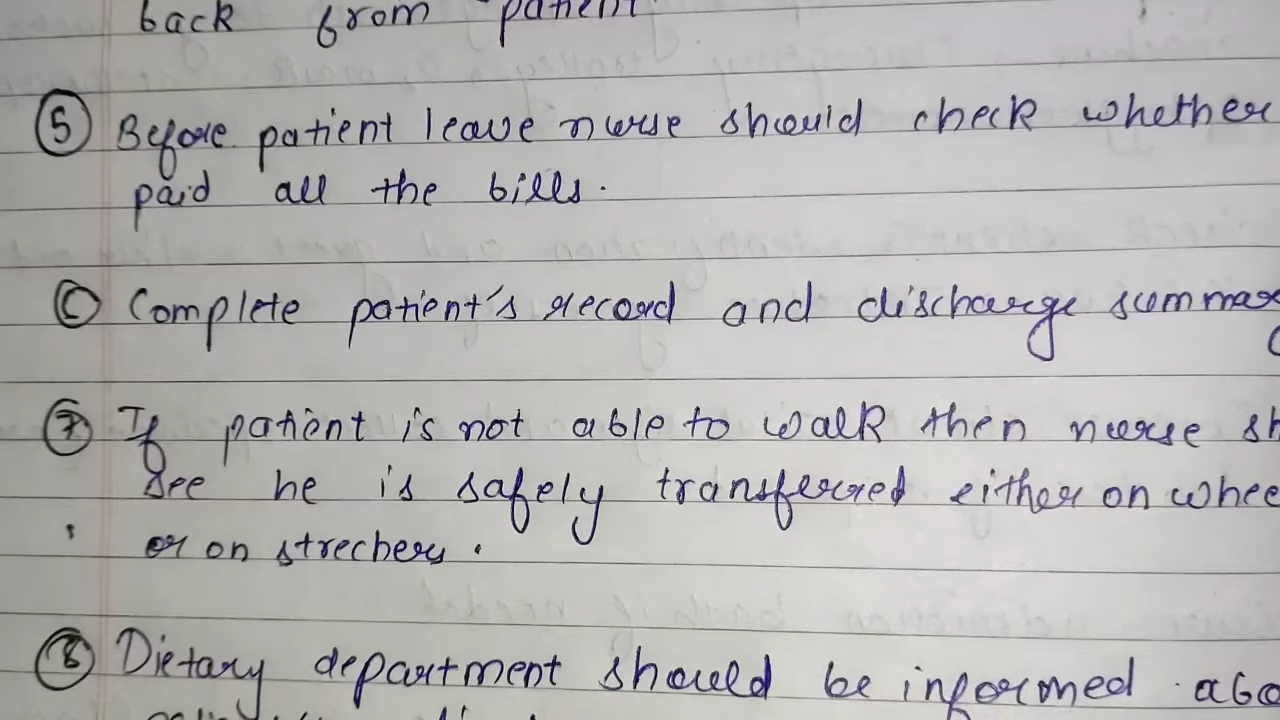 back from patient
⑤ Before patient leave nurse should check whether
paid all the bills.
⑥ Complete patient's record and discharge summary
⑦ If patient is not able to walk then nurse sh
see he is safely transferred either on whee
or on strechers.
⑧ Dietary department should be informed abo